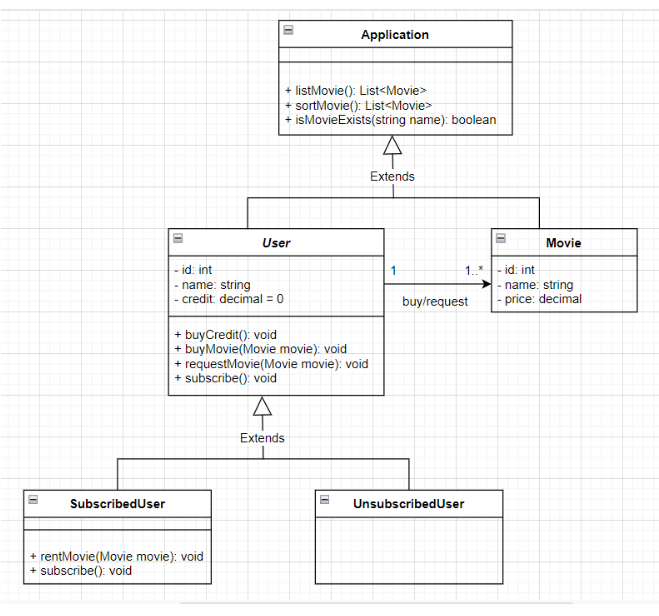 Application
+ listMovie(): List<Movie>
+ sortMovie(): List<Movie>
+ isMovieExists(string name): boolean
Extends
User
- id: int
- name: string
- credit: decimal = 0
+ buyCredit(): void
+ buyMovie(Movie movie): void
+ requestMovie(Movie movie): void
+ subscribe(): void
1
1..*
buy/request
Movie
- id: int
- name: string
- price: decimal
Extends
SubscribedUser
+ rentMovie(Movie movie): void
+ subscribe(): void
UnsubscribedUser